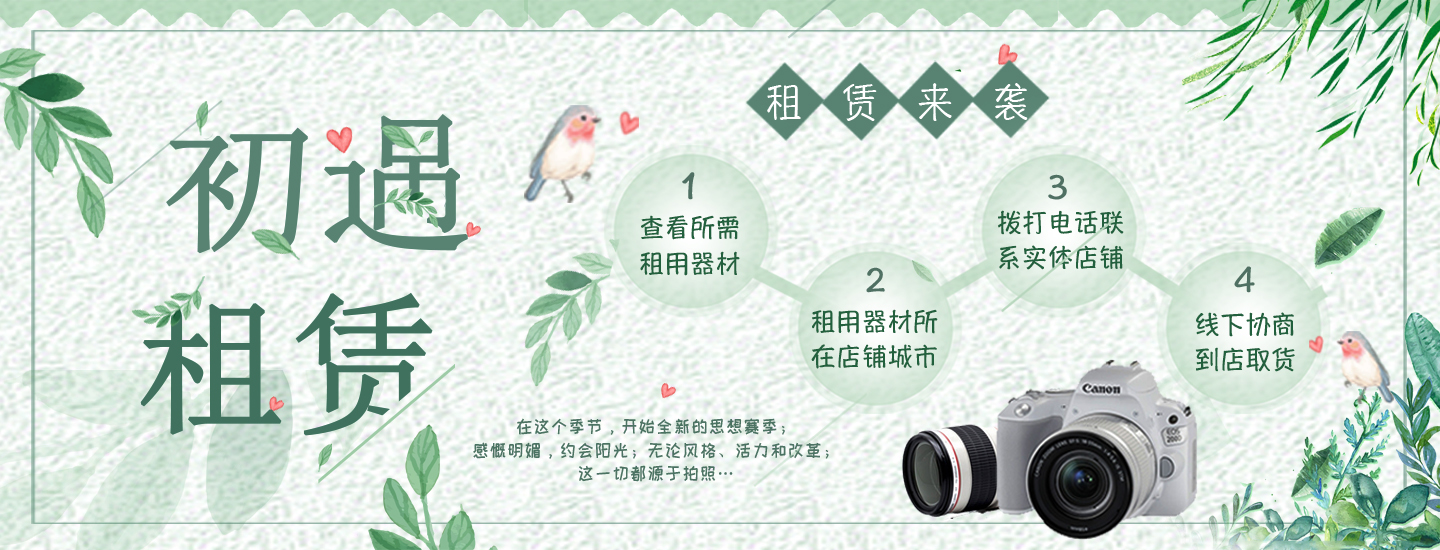 初遇
租赁
租赁来袭
1
查看所需
租用器材
2
租用器材所
在店铺城市
3
拨打电话联
系实体店铺
4
线下协商
到店取货
在这个季节，开始全新的思想赛季；
感慨明媚，约会阳光；无论风格、活力和改革；
这一切都源于拍照…
Canon
EOS
200D